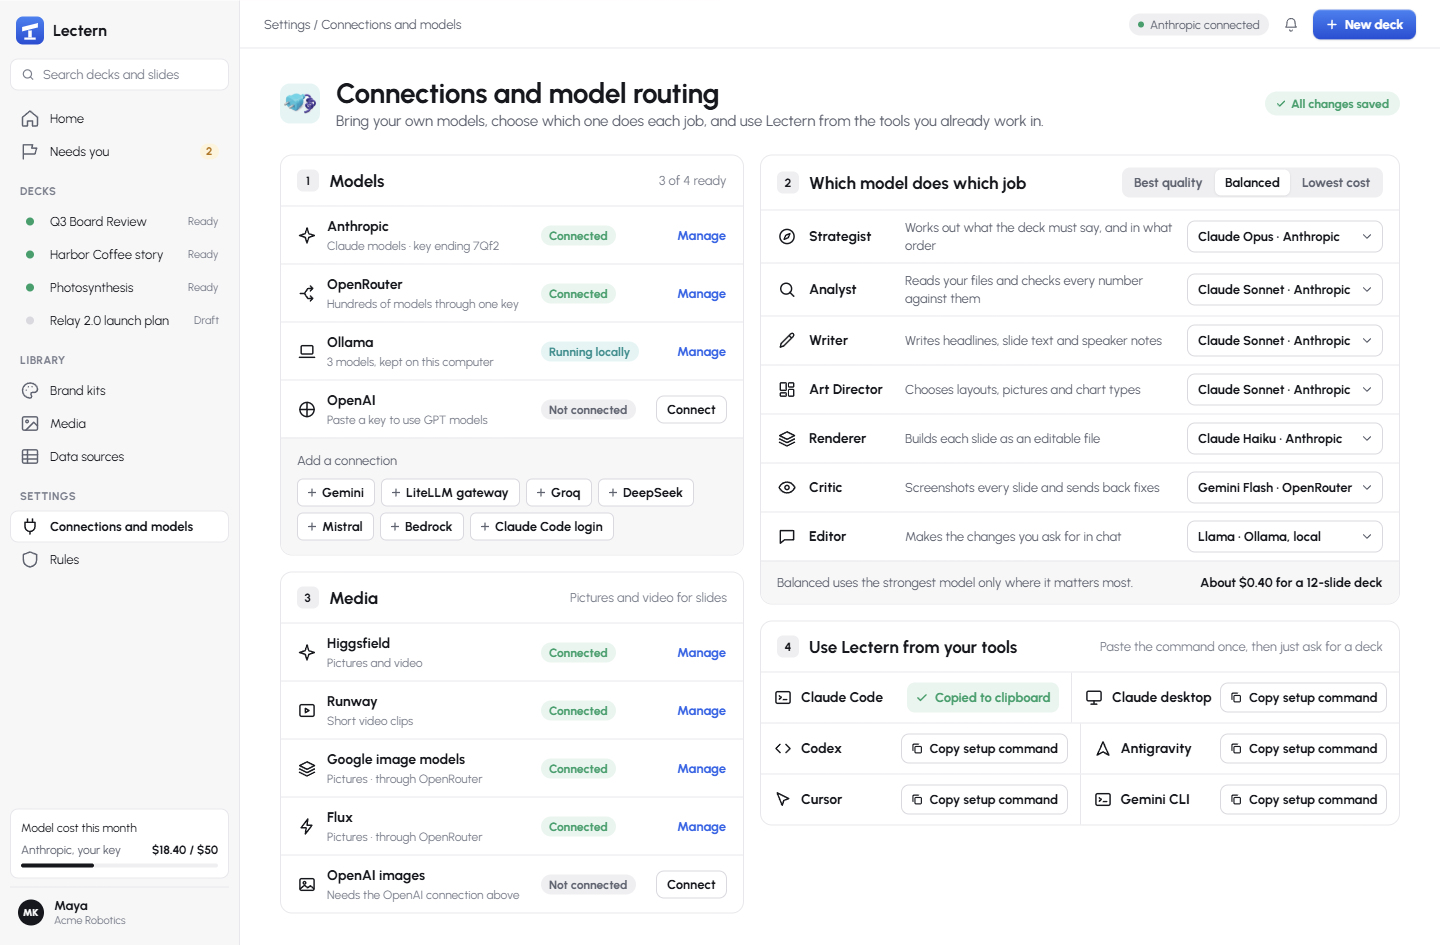 Lectern
Search decks and slides
Home
Needs you 2
DECKS
Q3 Board Review Ready
Harbor Coffee story Ready
Photosynthesis Ready
Relay 2.0 launch plan Draft
LIBRARY
Brand kits
Media
Data sources
SETTINGS
Connections and models
Rules
Model cost this month
Anthropic, your key $18.40 / $50
MK Maya
Acme Robotics
Settings / Connections and models
Anthropic connected
+ New deck
Connections and model routing
Bring your own models, choose which one does each job, and use Lectern from the tools you already work in.
All changes saved
1 Models 3 of 4 ready
Anthropic
Claude models · key ending 7Qf2
Connected Manage
OpenRouter
Hundreds of models through one key
Connected Manage
Ollama
3 models, kept on this computer
Running locally Manage
OpenAI
Paste a key to use GPT models
Not connected Connect
Add a connection
+ Gemini + LiteLLM gateway + Groq + DeepSeek
+ Mistral + Bedrock + Claude Code login
3 Media Pictures and video for slides
Higgsfield
Pictures and video
Connected Manage
Runway
Short video clips
Connected Manage
Google image models
Pictures · through OpenRouter
Connected Manage
Flux
Pictures · through OpenRouter
Connected Manage
OpenAI images
Needs the OpenAI connection above
Not connected Connect
2 Which model does which job Best quality Balanced Lowest cost
Strategist
Works out what the deck must say, and in what
order
Claude Opus · Anthropic
Analyst
Reads your files and checks every number
against them
Claude Sonnet · Anthropic
Writer Writes headlines, slide text and speaker notes Claude Sonnet · Anthropic
Art Director Chooses layouts, pictures and chart types Claude Sonnet · Anthropic
Renderer Builds each slide as an editable file Claude Haiku · Anthropic
Critic Screenshots every slide and sends back fixes Gemini Flash · OpenRouter
Editor Makes the changes you ask for in chat Llama · Ollama, local
Balanced uses the strongest model only where it matters most. About $0.40 for a 12-slide deck
4 Use Lectern from your tools Paste the command once, then just ask for a deck
Claude Code Copied to clipboard Claude desktop Copy setup command
Codex Copy setup command Antigravity Copy setup command
Cursor Copy setup command Gemini CLI Copy setup command